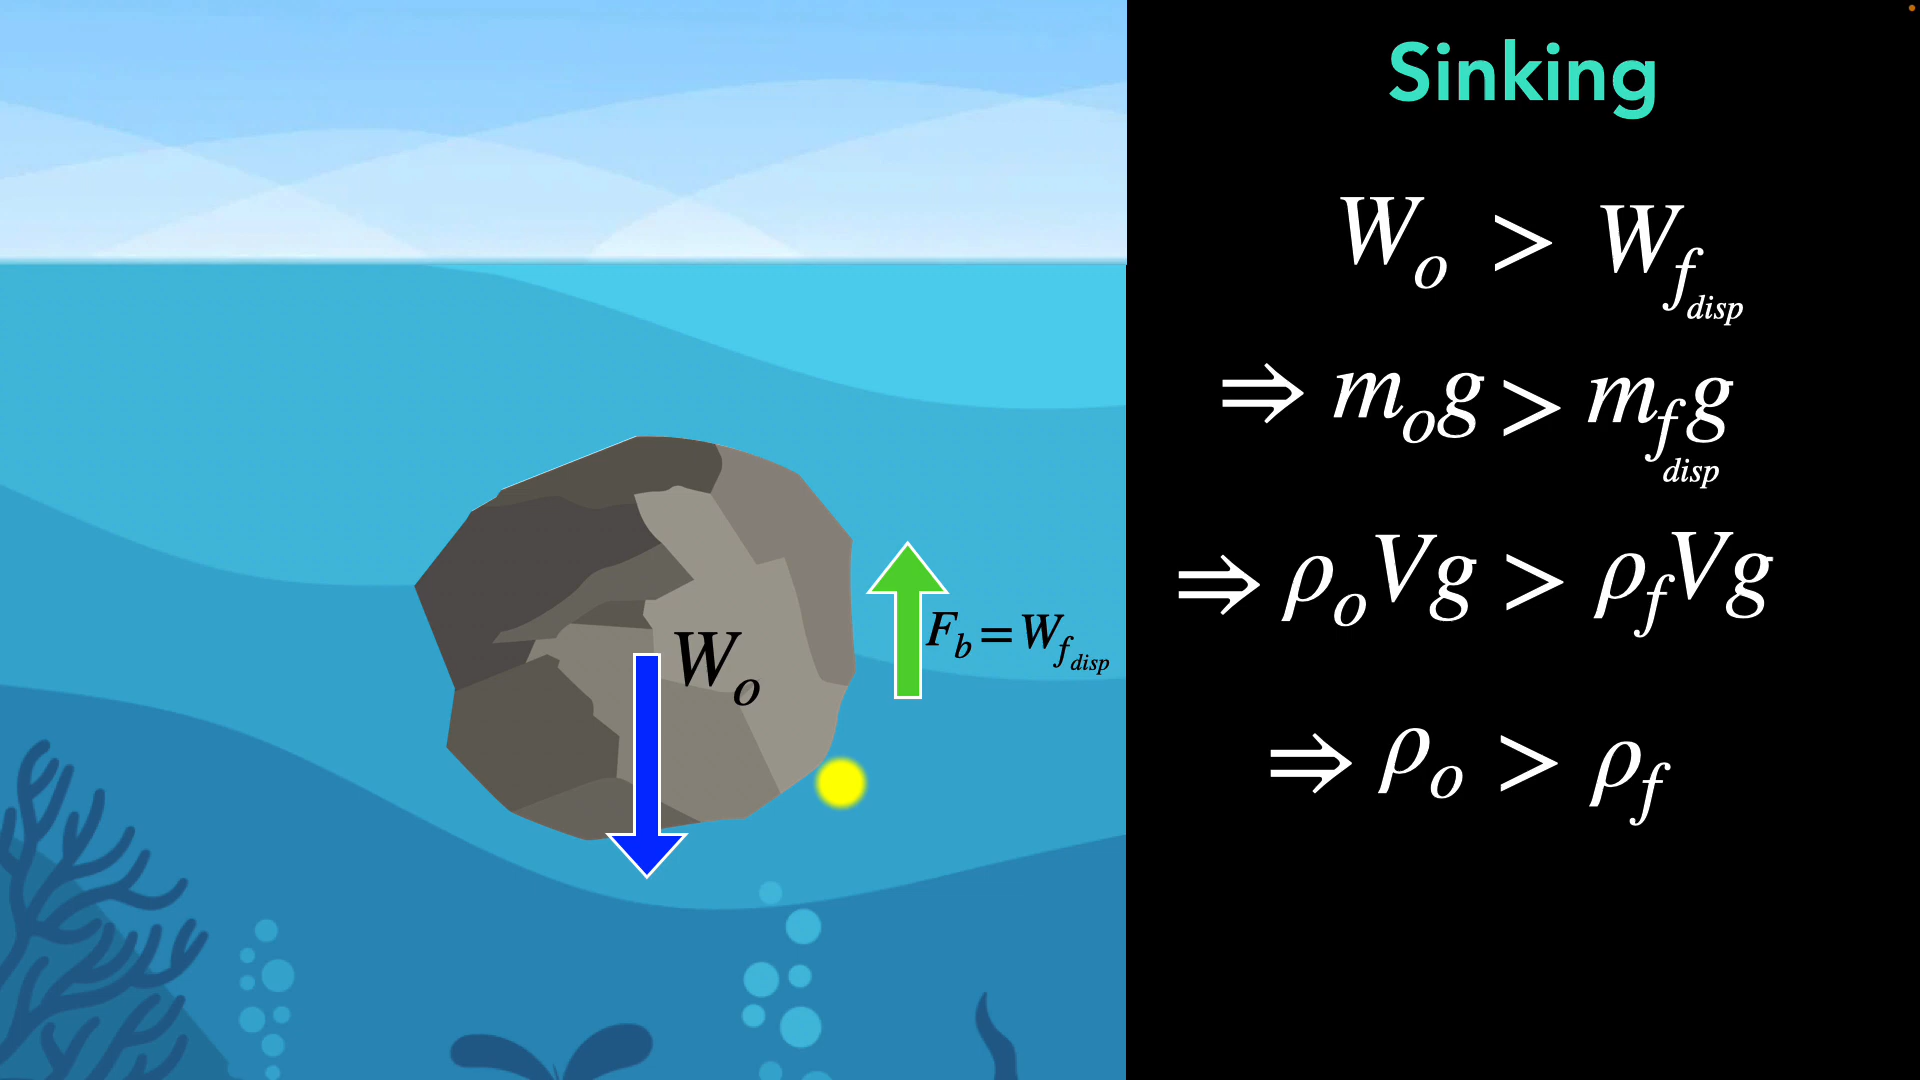 Sinking
W_o > W_f_disp
⇒ m_o g > m_f_disp g
⇒ ρ_o V g > ρ_f V g
⇒ ρ_o > ρ_f
W_o
F_b = W_f_disp